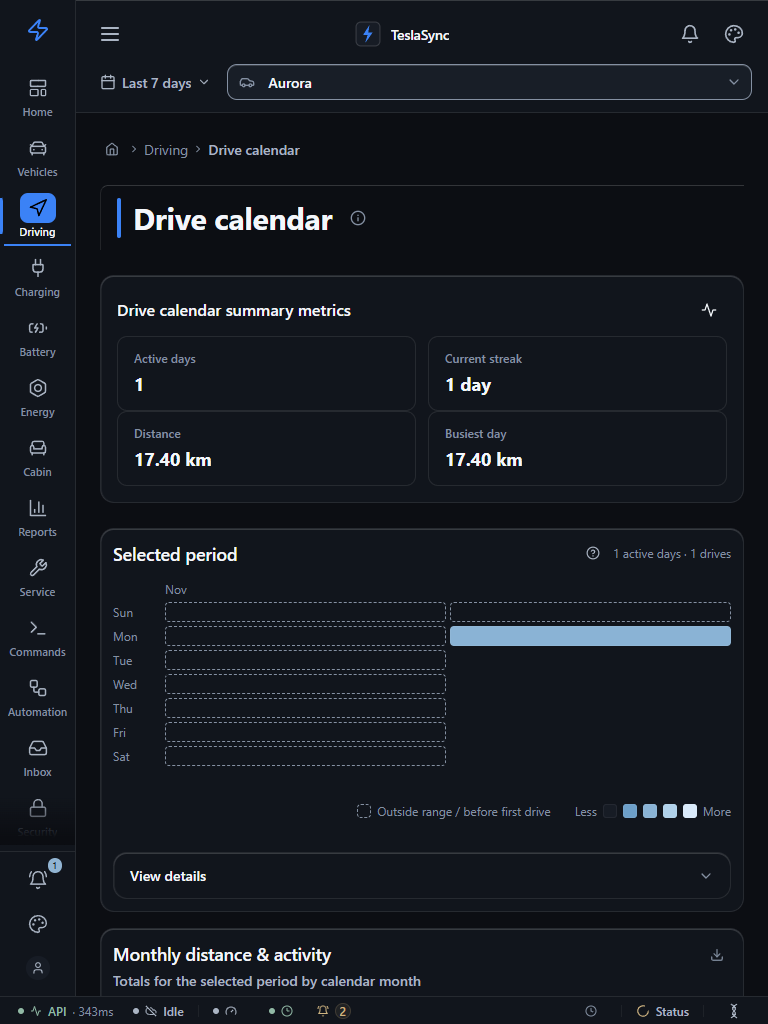 TeslaSync
Last 7 days
Aurora
Home
Vehicles
Driving
Charging
Battery
Energy
Cabin
Reports
Service
Commands
Automation
Inbox
Security
1
Driving
Drive calendar
Drive calendar
Drive calendar summary metrics
Active days
1
Current streak
1 day
Distance
17.40 km
Busiest day
17.40 km
Selected period
1 active days · 1 drives
Nov
Sun
Mon
Tue
Wed
Thu
Fri
Sat
Outside range / before first drive
Less
More
View details
Monthly distance & activity
Totals for the selected period by calendar month
API · 343ms
Idle
2
Status